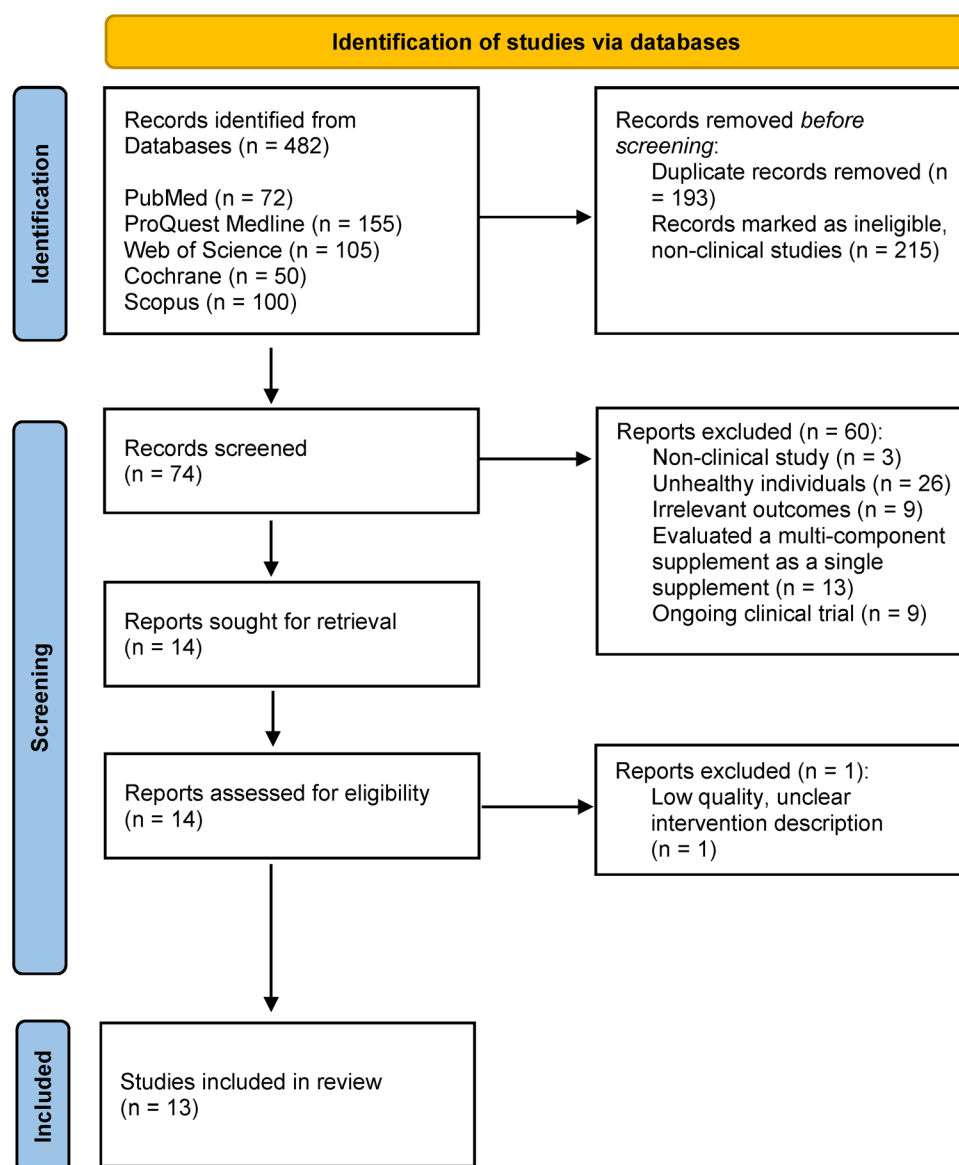 Identification of studies via databases
Identification
Records identified from
Databases (n = 482)
PubMed (n = 72)
ProQuest Medline (n = 155)
Web of Science (n = 105)
Cochrane (n = 50)
Scopus (n = 100)
Records removed before
screening:
Duplicate records removed (n
= 193)
Records marked as ineligible,
non-clinical studies (n = 215)
Screening
Records screened
(n = 74)
Reports excluded (n = 60):
Non-clinical study (n = 3)
Unhealthy individuals (n = 26)
Irrelevant outcomes (n = 9)
Evaluated a multi-component
supplement as a single
supplement (n = 13)
Ongoing clinical trial (n = 9)
Reports sought for retrieval
(n = 14)
Reports assessed for eligibility
(n = 14)
Reports excluded (n = 1):
Low quality, unclear
intervention description
(n = 1)
Included
Studies included in review
(n = 13)